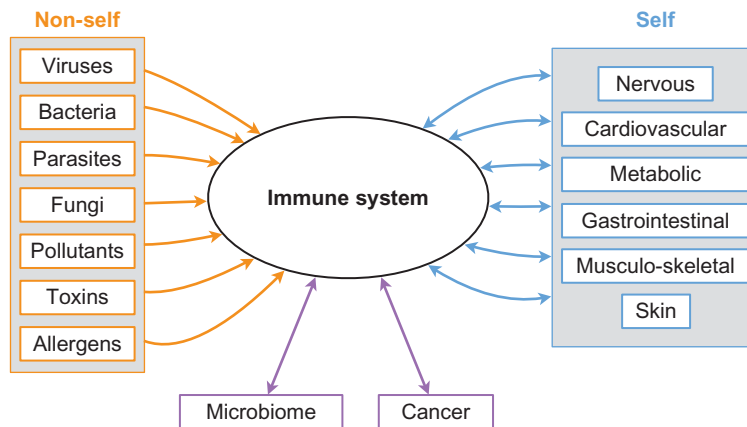 Non-self
Viruses
Bacteria
Parasites
Fungi
Pollutants
Toxins
Allergens
Immune system
Self
Nervous
Cardiovascular
Metabolic
Gastrointestinal
Musculo-skeletal
Skin
Microbiome
Cancer